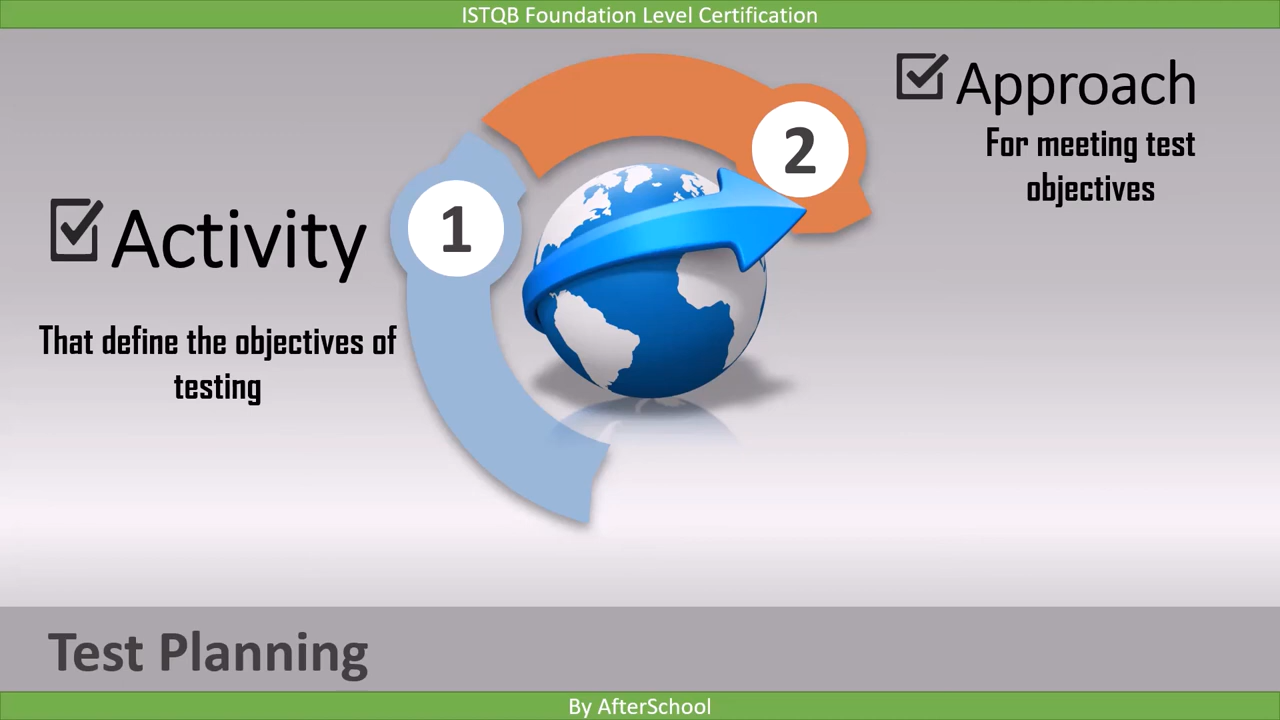 ISTQB Foundation Level Certification
1
Activity
That define the objectives of
testing
2
Approach
For meeting test
objectives
Test Planning
By AfterSchool